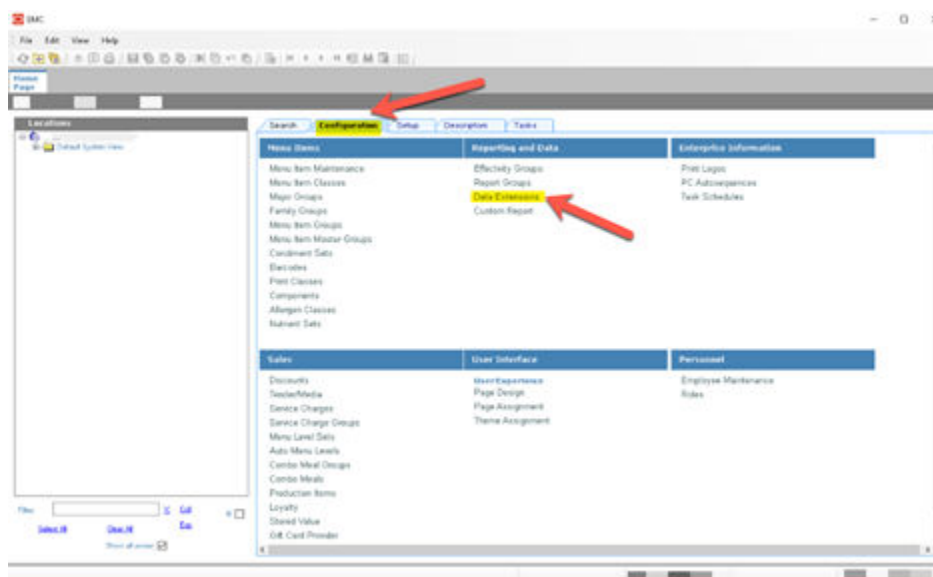 EMC
File Edit View Help
Home
Page
Locations
Default System View
Search Configuration Setup Description Tasks
Menu Items
Menu Item Maintenance
Menu Item Classes
Major Groups
Family Groups
Menu Item Groups
Menu Item Master Groups
Condiment Sets
Barcodes
Print Classes
Components
Allergen Classes
Nutrient Sets
Reporting and Data
Effectivity Groups
Report Groups
Data Extensions
Custom Report
Enterprise Information
Print Logos
PC Autosequences
Task Schedules
Sales
Discounts
Tender/Media
Service Charges
Service Charge Groups
Menu Level Sets
Auto Menu Levels
Combo Meal Groups
Combo Meals
Production Items
Loyalty
Stored Value
Gift Card Provider
User Interface
User Experience
Page Design
Page Assignment
Theme Assignment
Personnel
Employee Maintenance
Roles
Filter
Select All Clear All
Show all zones